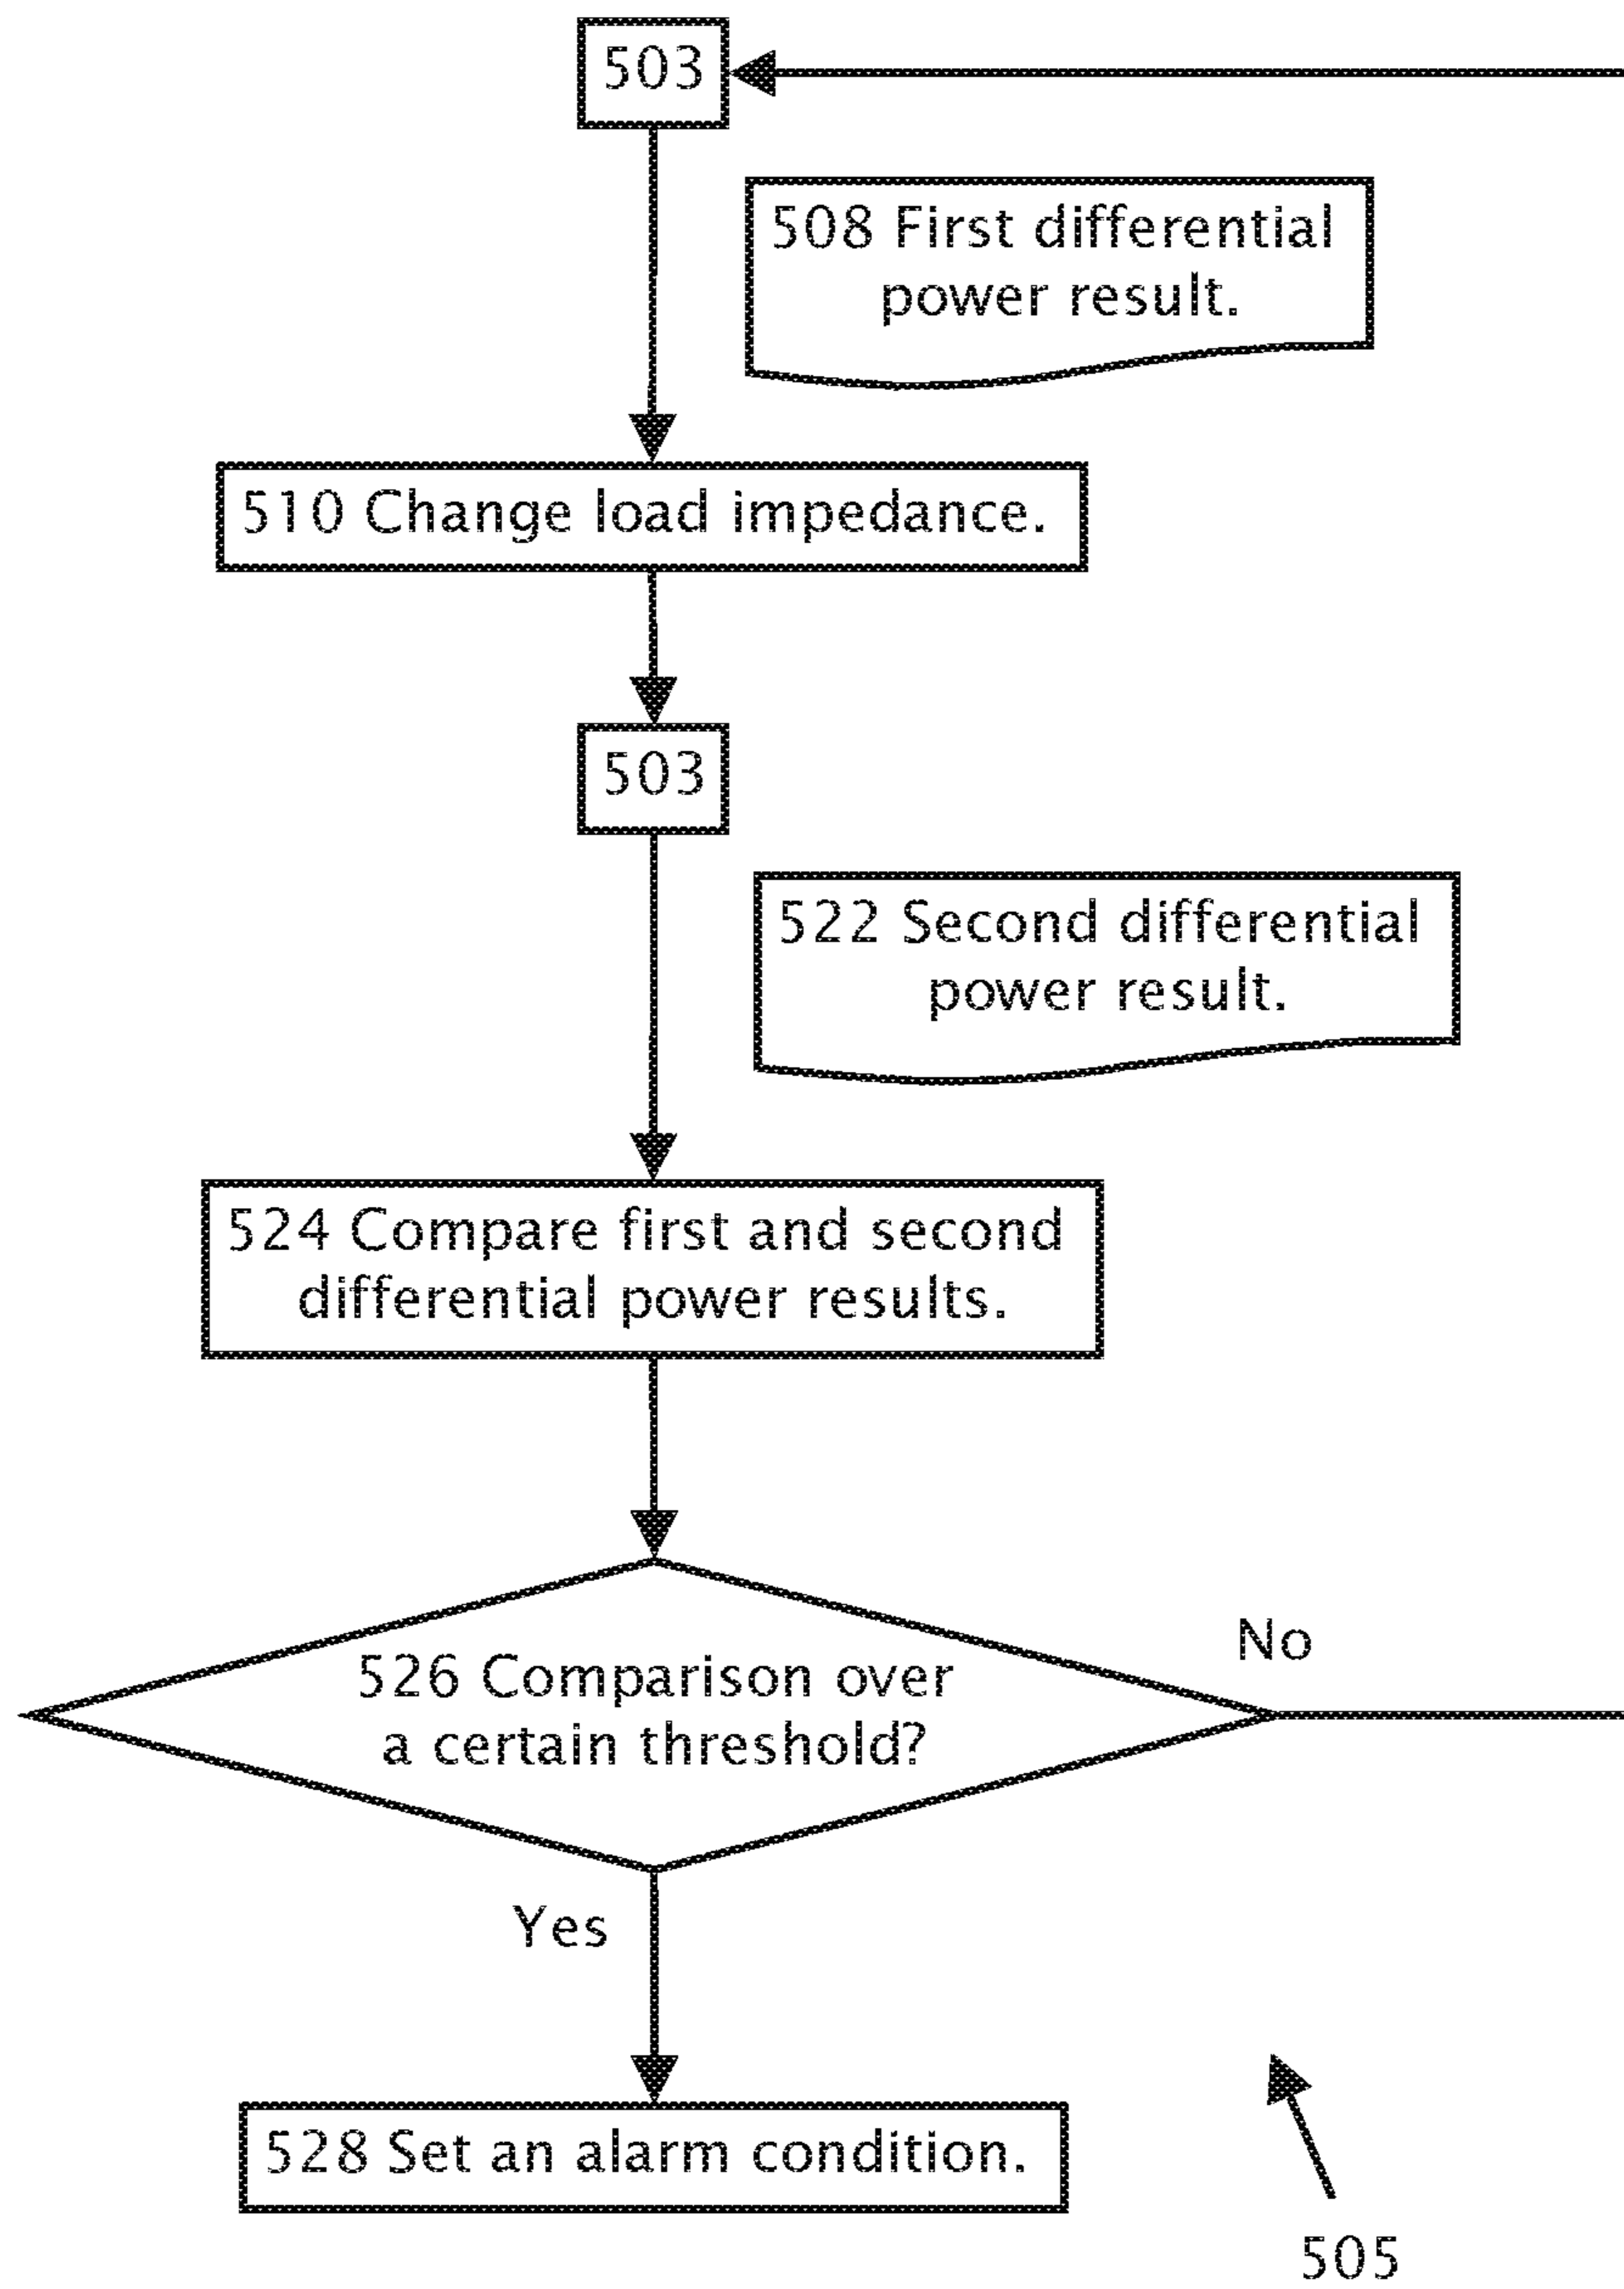 503
508 First differential
power result.
510 Change load impedance.
503
522 Second differential
power result.
524 Compare first and second
differential power results.
526 Comparison over
a certain threshold?
No
Yes
528 Set an alarm condition.
505